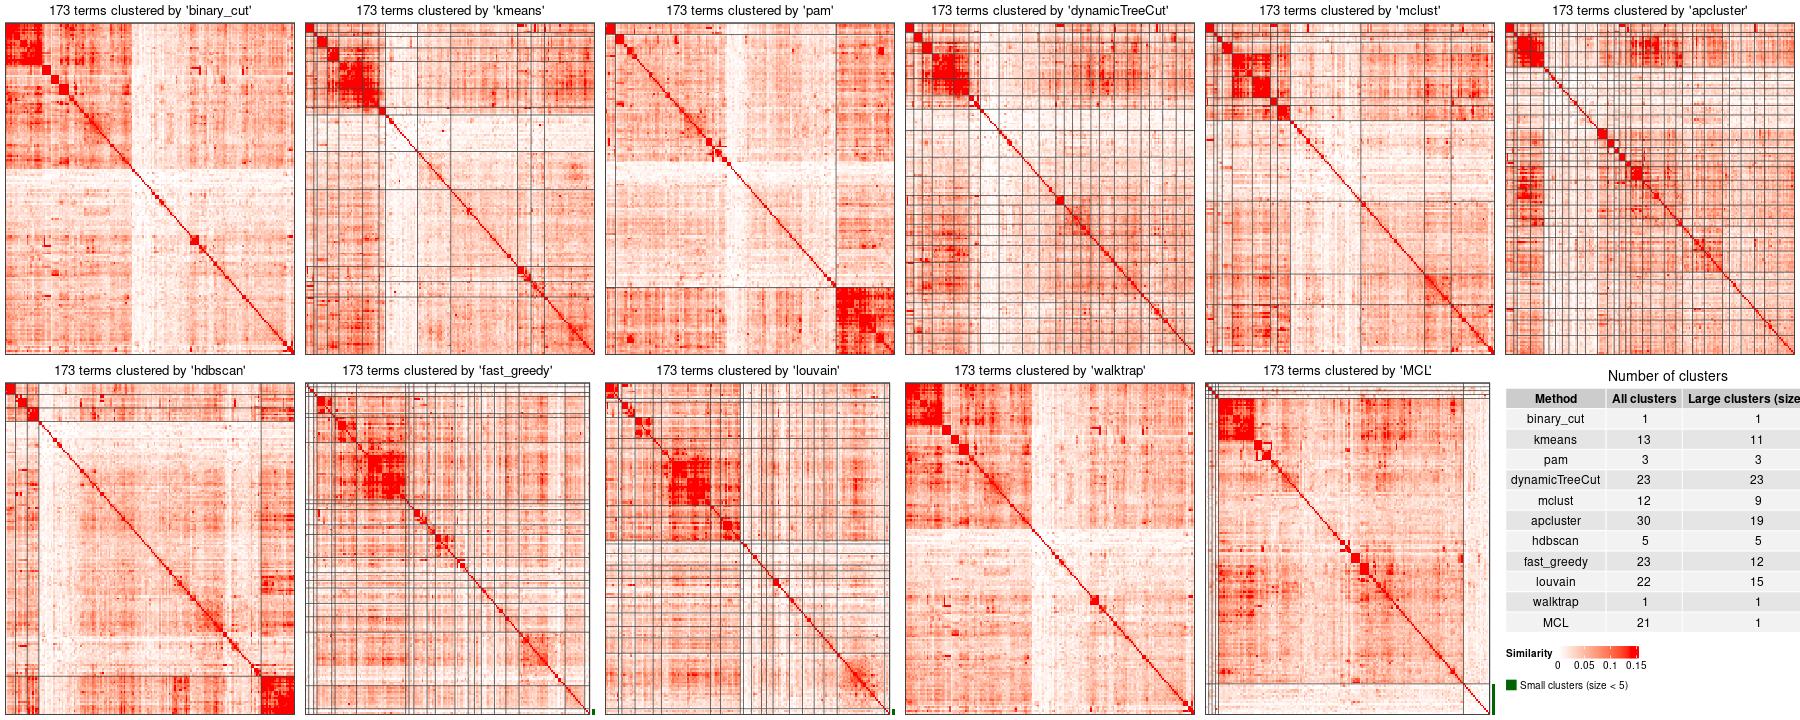 173 terms clustered by 'binary_cut'
173 terms clustered by 'kmeans'
173 terms clustered by 'pam'
173 terms clustered by 'dynamicTreeCut'
173 terms clustered by 'mclust'
173 terms clustered by 'apcluster'
173 terms clustered by 'hdbscan'
173 terms clustered by 'fast_greedy'
173 terms clustered by 'louvain'
173 terms clustered by 'walktrap'
173 terms clustered by 'MCL'
Number of clusters
Method All clusters Large clusters (size
binary_cut 1 1
kmeans 13 11
pam 3 3
dynamicTreeCut 23 23
mclust 12 9
apcluster 30 19
hdbscan 5 5
fast_greedy 23 12
louvain 22 15
walktrap 1 1
MCL 21 1
Similarity
0 0.05 0.1 0.15
Small clusters (size < 5)